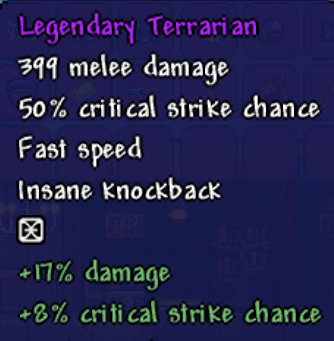 Legendary Terrarian
399 melee damage
50% critical strike chance
Fast speed
Insane knockback
+17% damage
+8% critical strike chance